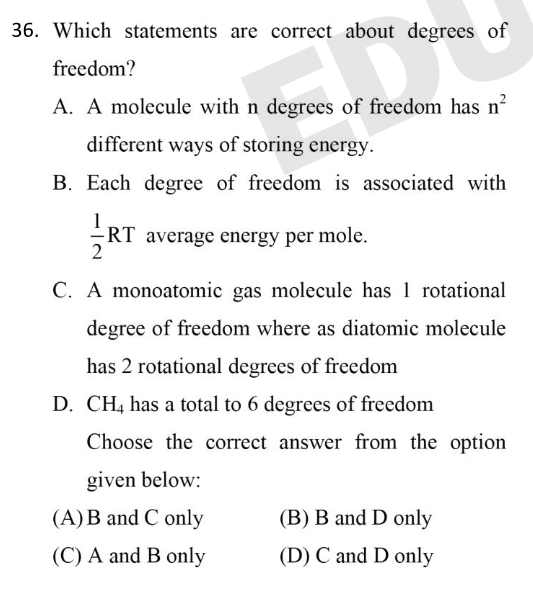 36. Which statements are correct about degrees of
freedom?
A. A molecule with n degrees of freedom has n²
different ways of storing energy.
B. Each degree of freedom is associated with
1/2 RT average energy per mole.
C. A monoatomic gas molecule has 1 rotational
degree of freedom where as diatomic molecule
has 2 rotational degrees of freedom
D. CH₄ has a total to 6 degrees of freedom
Choose the correct answer from the option
given below:
(A) B and C only (B) B and D only
(C) A and B only (D) C and D only
EDU